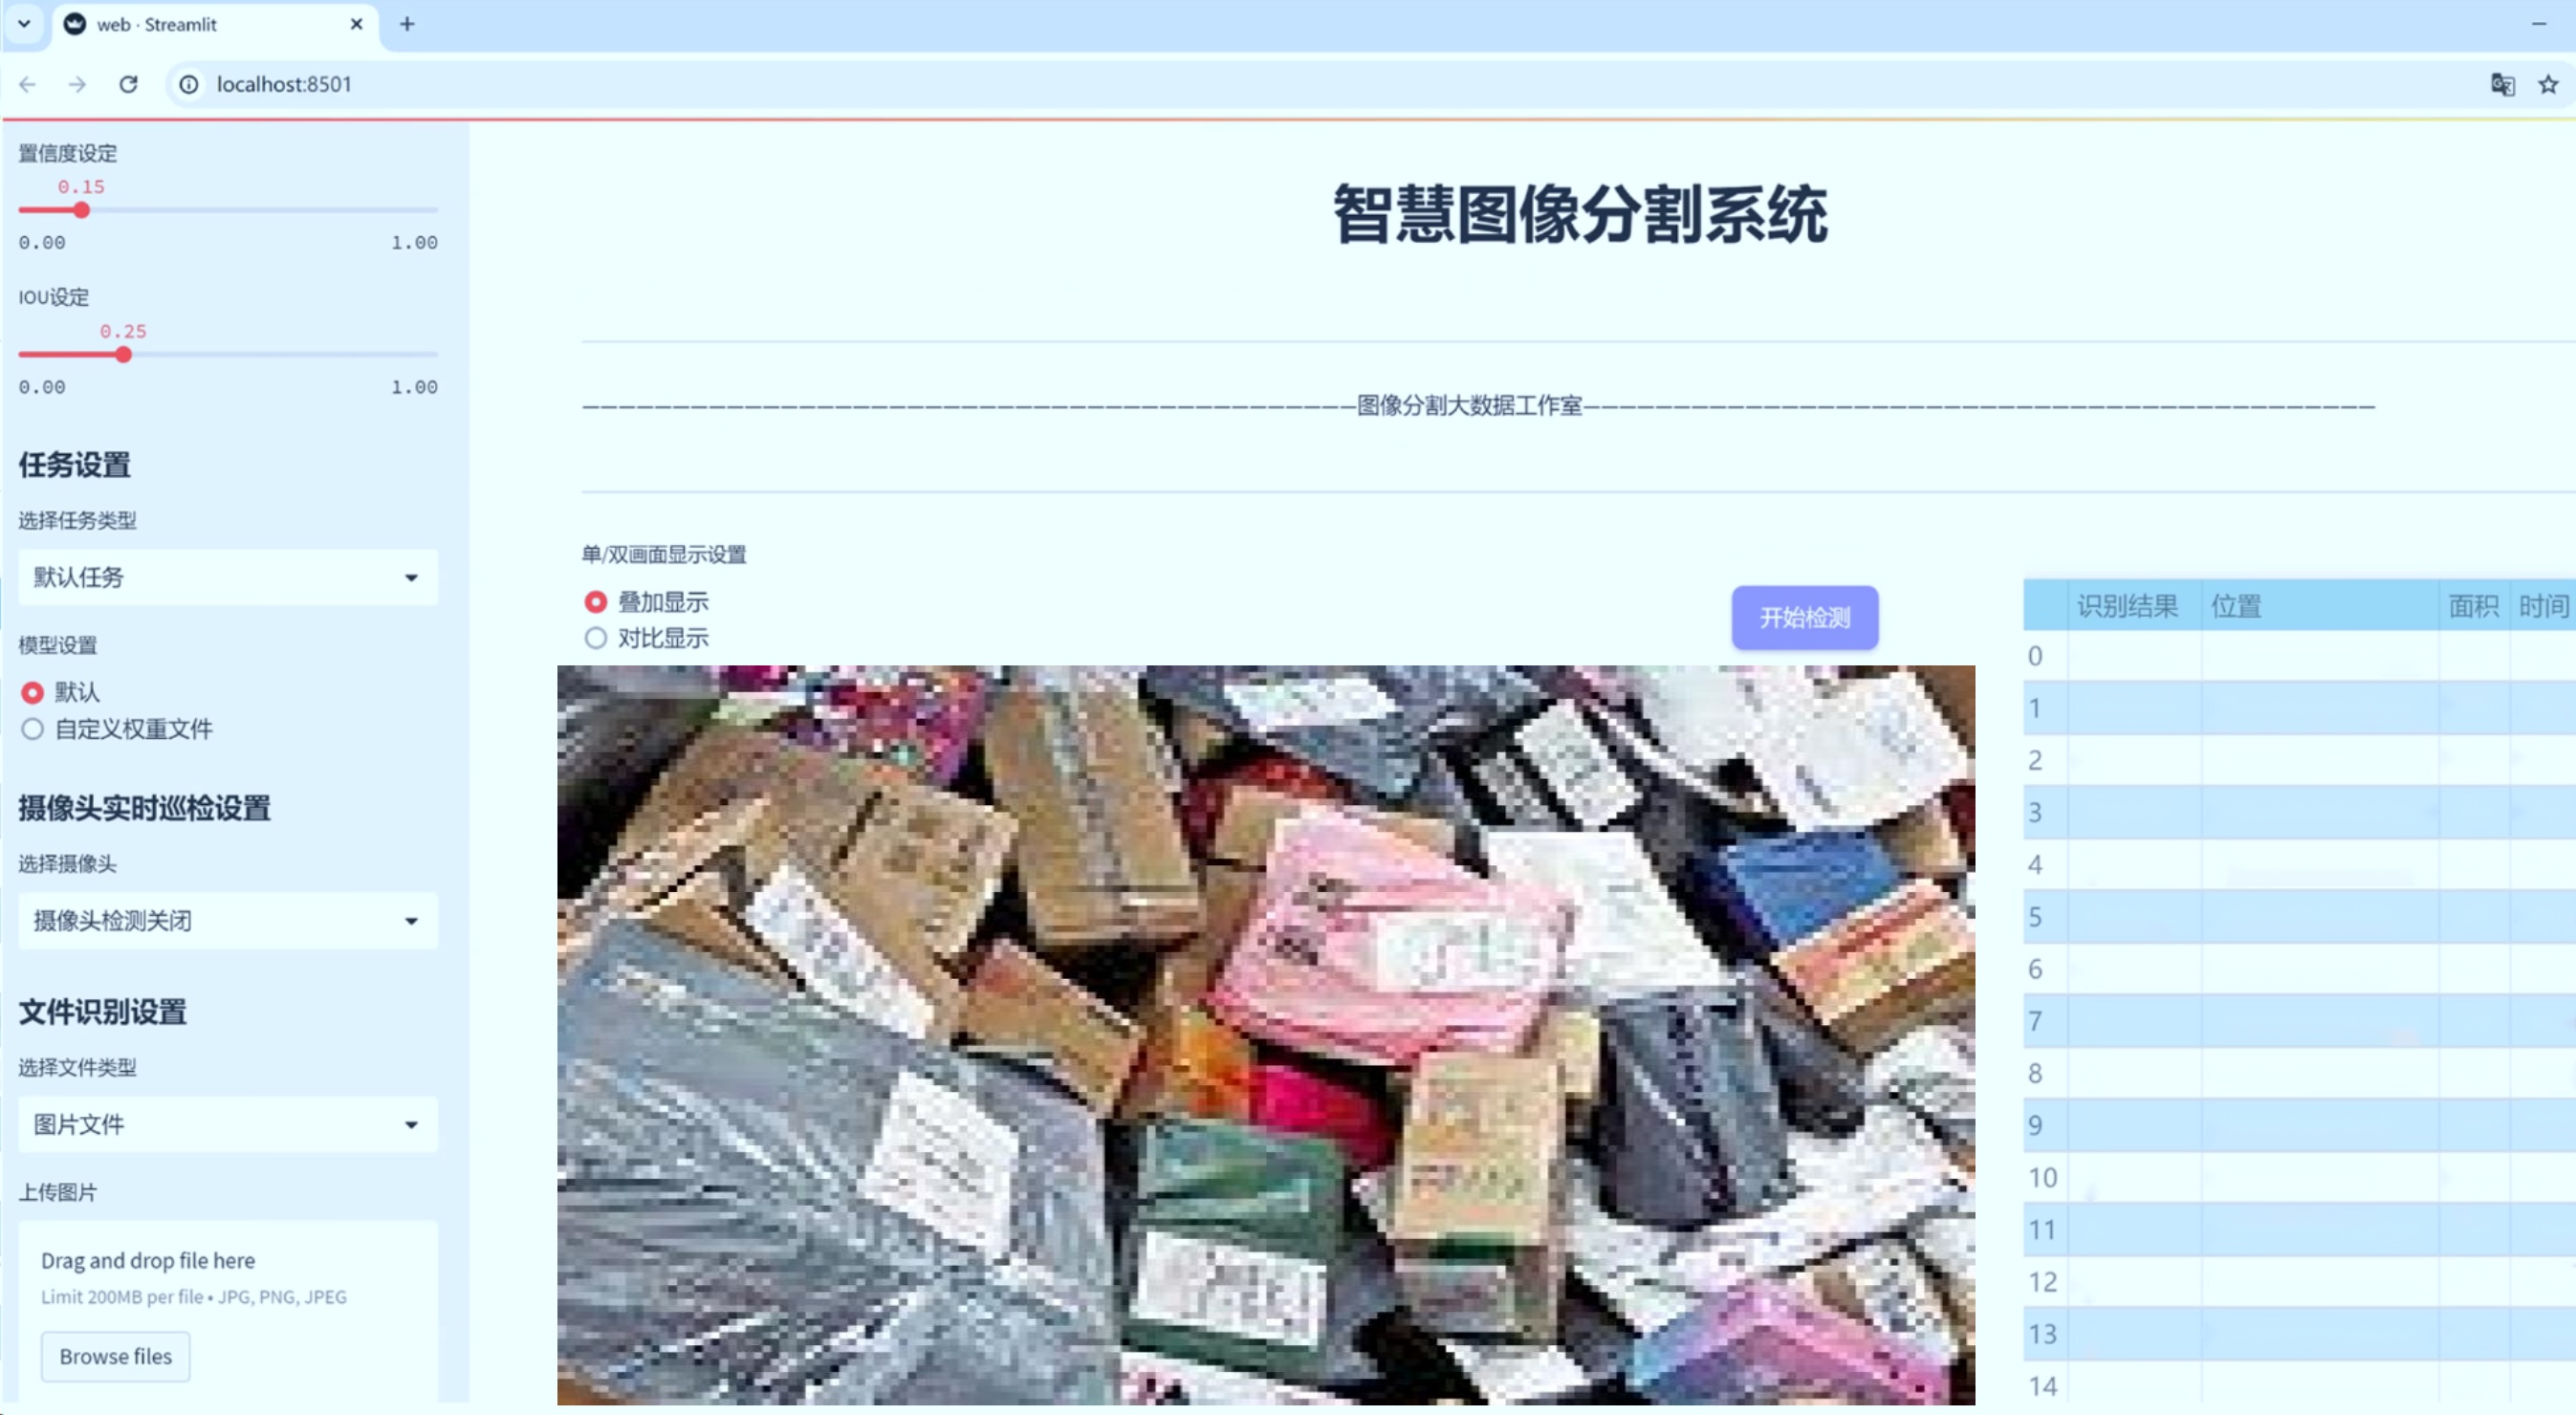 web · Streamlit
localhost:8501
置信度设定
0.15
0.00 1.00
IOU设定
0.25
0.00 1.00
任务设置
选择任务类型
默认任务
模型设置
默认
自定义权重文件
摄像头实时巡检设置
选择摄像头
摄像头检测关闭
文件识别设置
选择文件类型
图片文件
上传图片
Drag and drop file here
Limit 200MB per file • JPG, PNG, JPEG
Browse files
智慧图像分割系统
图像分割大数据工作室
单/双画面显示设置
叠加显示
对比显示
开始检测
识别结果 位置 面积 时间
0
1
2
3
4
5
6
7
8
9
10
11
12
13
14